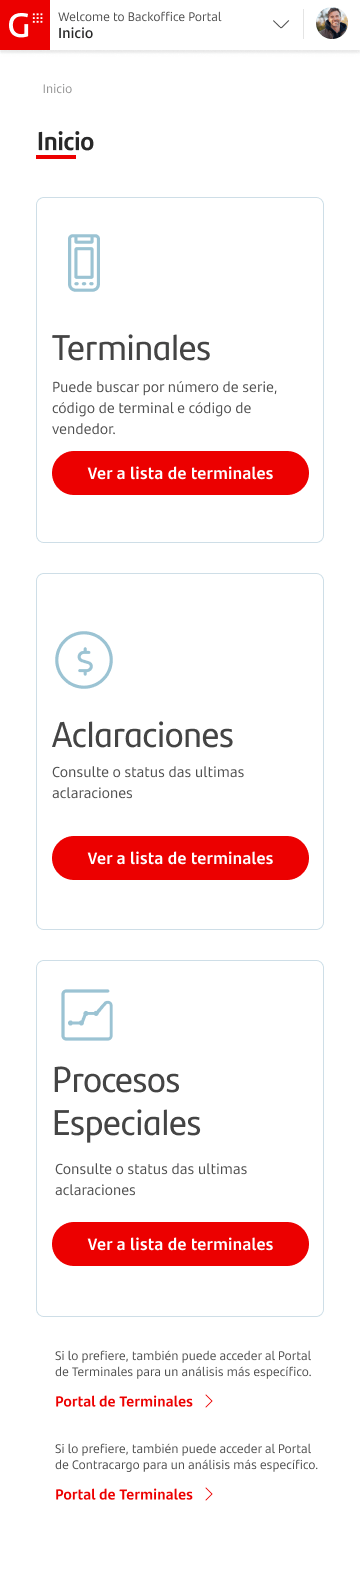 G
Welcome to Backoffice Portal
Inicio
Inicio
Inicio
Terminales
Puede buscar por número de serie,
código de terminal e código de
vendedor.
Ver a lista de terminales
Aclaraciones
Consulte o status das ultimas
aclaraciones
Ver a lista de terminales
Procesos
Especiales
Consulte o status das ultimas
aclaraciones
Ver a lista de terminales
Si lo prefiere, también puede acceder al Portal
de Terminales para un análisis más específico.
Portal de Terminales
Si lo prefiere, también puede acceder al Portal
de Contracargo para un análisis más específico.
Portal de Terminales